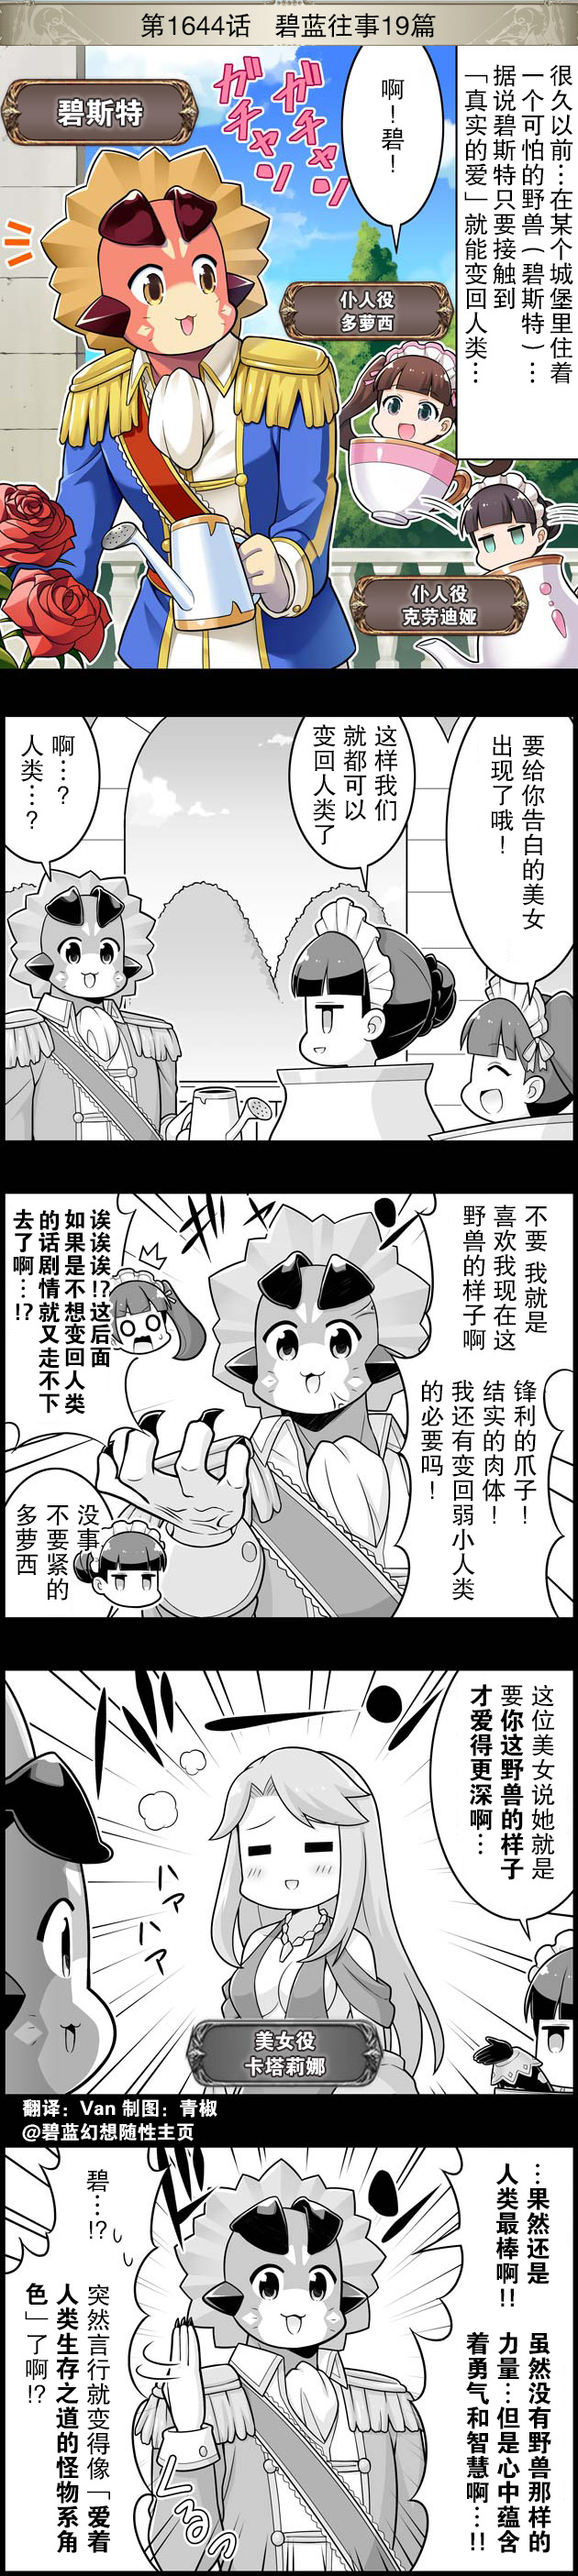 第1644话　碧蓝往事19篇
很久以前…在某个城堡里住着
一个可怕的野兽(碧斯特)…
据说碧斯特只要接触到
「真实的爱」就能变回人类…
啊！碧！
ガチャン
ガチャン
碧斯特
仆人役
多萝西
仆人役
克劳迪娅
要给你告白的美女
出现了哦！
这样我们
就都可以
变回人类了
啊…？
人类…？
不要 我就是
喜欢我现在这
野兽的样子啊
锋利的爪子！
结实的肉体！
我还有变回弱小人类
的必要吗！
诶诶诶!?这后面
如果是不想变回人类
的话剧情就又走不下
去了啊…!?
没事
不要紧的
多萝西
这位美女说她就是
要你这野兽的样子
才爱得更深啊…
ハァ
ハァ
美女役
卡塔莉娜
翻译：Van 制图：青椒
@碧蓝幻想随性主页
…果然还是
人类最棒啊!!
虽然没有野兽那样的
力量…但是心中蕴含
着勇气和智慧啊…!!
碧…!?
突然言行就变得像「爱着
人类生存之道的怪物系角
色」了啊!?
くるっ